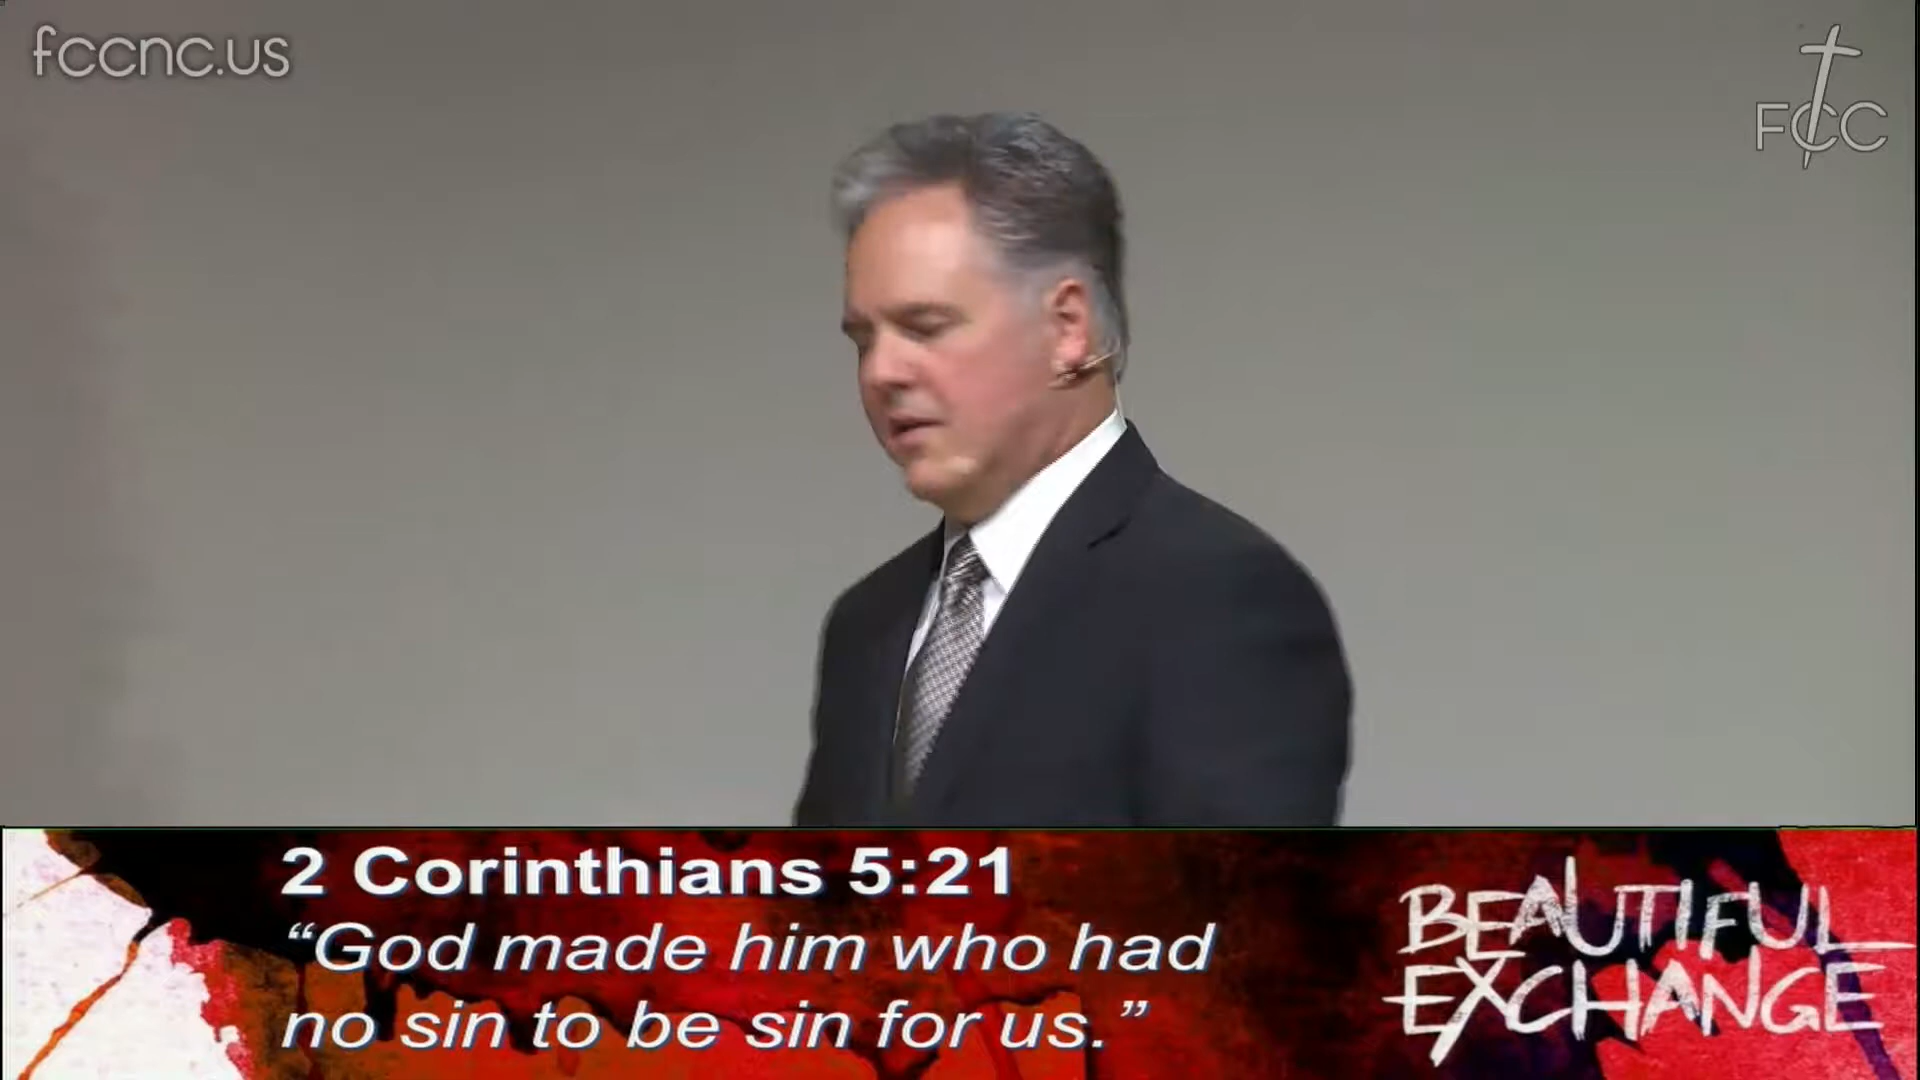 fccnc.us
FCC
2 Corinthians 5:21
“God made him who had
no sin to be sin for us.”
BEAUTIFUL
EXCHANGE